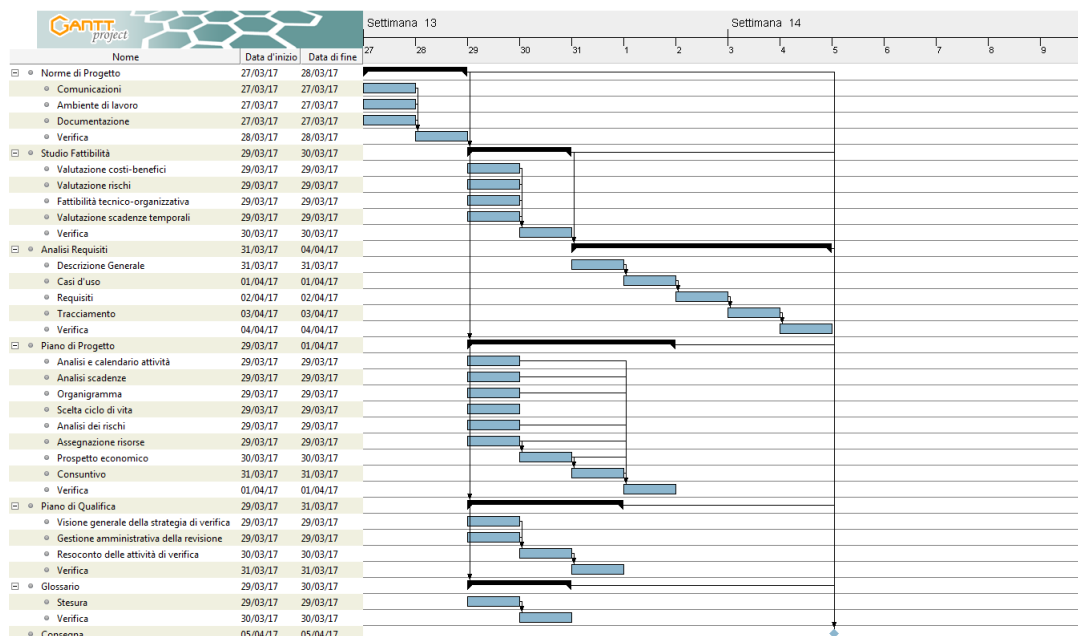 GANTT project
Settimana 13 Settimana 14
27 28 29 30 31 1 2 3 4 5 6 7 8 9
Nome Data d'inizio Data di fine
Norme di Progetto 27/03/17 28/03/17
Comunicazioni 27/03/17 27/03/17
Ambiente di lavoro 27/03/17 27/03/17
Documentazione 27/03/17 27/03/17
Verifica 28/03/17 28/03/17
Studio Fattibilità 29/03/17 30/03/17
Valutazione costi-benefici 29/03/17 29/03/17
Valutazione rischi 29/03/17 29/03/17
Fattibilità tecnico-organizzativa 29/03/17 29/03/17
Valutazione scadenze temporali 29/03/17 29/03/17
Verifica 30/03/17 30/03/17
Analisi Requisiti 31/03/17 04/04/17
Descrizione Generale 31/03/17 31/03/17
Casi d'uso 01/04/17 01/04/17
Requisiti 02/04/17 02/04/17
Tracciamento 03/04/17 03/04/17
Verifica 04/04/17 04/04/17
Piano di Progetto 29/03/17 01/04/17
Analisi e calendario attività 29/03/17 29/03/17
Analisi scadenze 29/03/17 29/03/17
Organigramma 29/03/17 29/03/17
Scelta ciclo di vita 29/03/17 29/03/17
Analisi dei rischi 29/03/17 29/03/17
Assegnazione risorse 29/03/17 29/03/17
Prospetto economico 30/03/17 30/03/17
Consuntivo 31/03/17 31/03/17
Verifica 01/04/17 01/04/17
Piano di Qualifica 29/03/17 31/03/17
Visione generale della strategia di verifica 29/03/17 29/03/17
Gestione amministrativa della revisione 29/03/17 29/03/17
Resoconto delle attività di verifica 30/03/17 30/03/17
Verifica 31/03/17 31/03/17
Glossario 29/03/17 30/03/17
Stesura 29/03/17 29/03/17
Verifica 30/03/17 30/03/17
Consegna 05/04/17 05/04/17